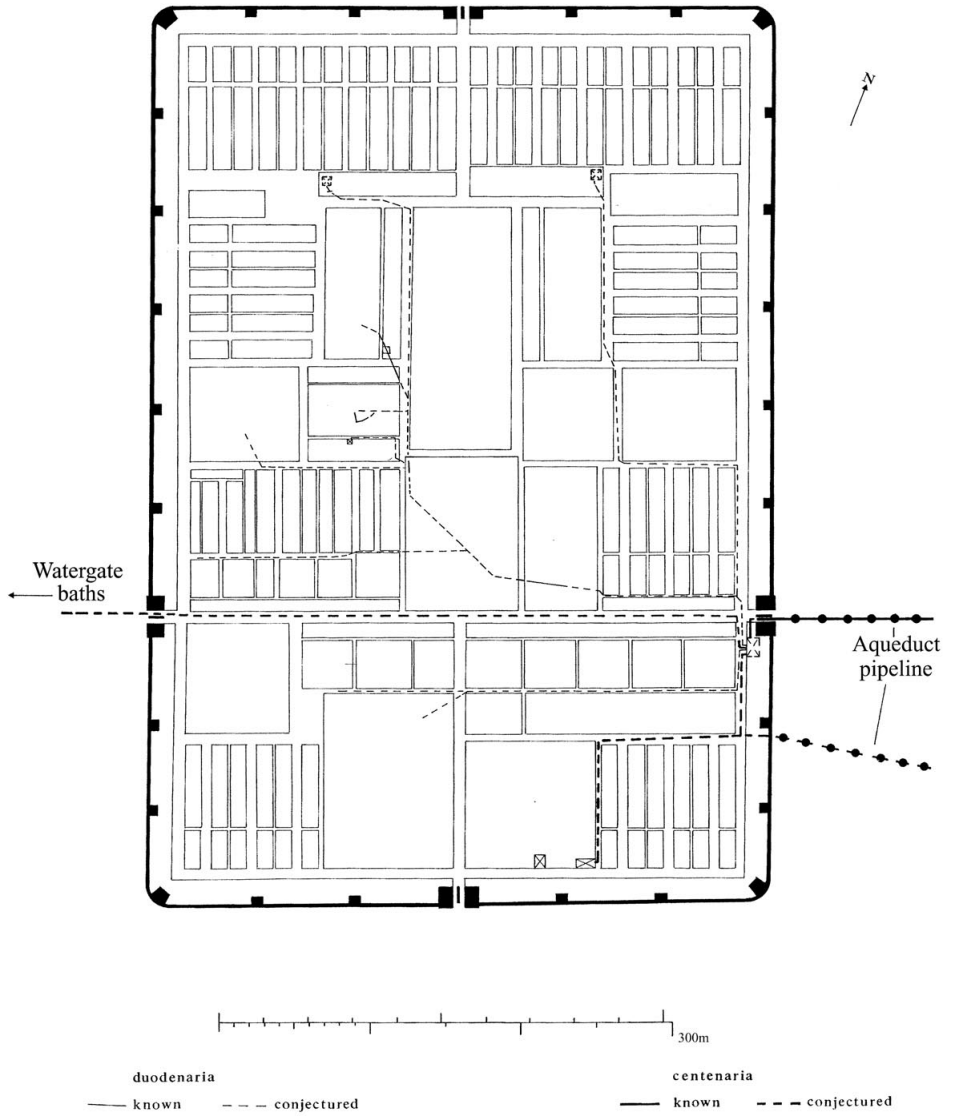 N
Watergate
baths
Aqueduct
pipeline
300m
duodenaria
known conjectured
centenaria
known conjectured